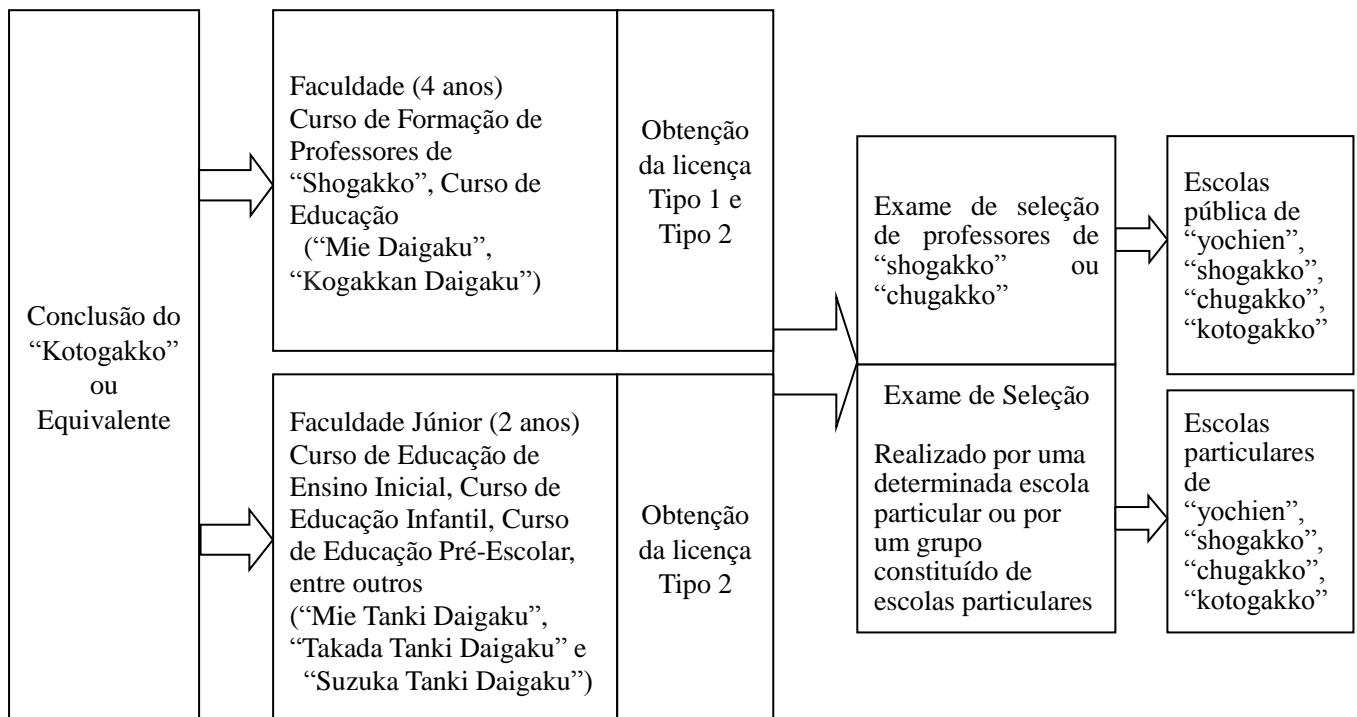 Conclusão do
“Kotogakko”
ou
Equivalente
Faculdade (4 anos)
Curso de Formação de
Professores de
“Shogakko”, Curso de
Educação
(“Mie Daigaku”,
“Kogakkan Daigaku”)
Obtenção
da licença
Tipo 1 e
Tipo 2
Faculdade Júnior (2 anos)
Curso de Educação de
Ensino Inicial, Curso de
Educação Infantil, Curso
de Educação Pré-Escolar,
entre outros
(“Mie Tanki Daigaku”,
“Takada Tanki Daigaku” e
“Suzuka Tanki Daigaku”)
Obtenção
da licença
Tipo 2
Exame de seleção
de professores de
“shogakko” ou
“chugakko”
Exame de Seleção
Realizado por uma
determinada escola
particular ou por
um grupo
constituído de
escolas particulares
Escolas
pública de
“yochien”,
“shogakko”,
“chugakko”,
“kotogakko”
Escolas
particulares
de
“yochien”,
“shogakko”,
“chugakko”,
“kotogakko”